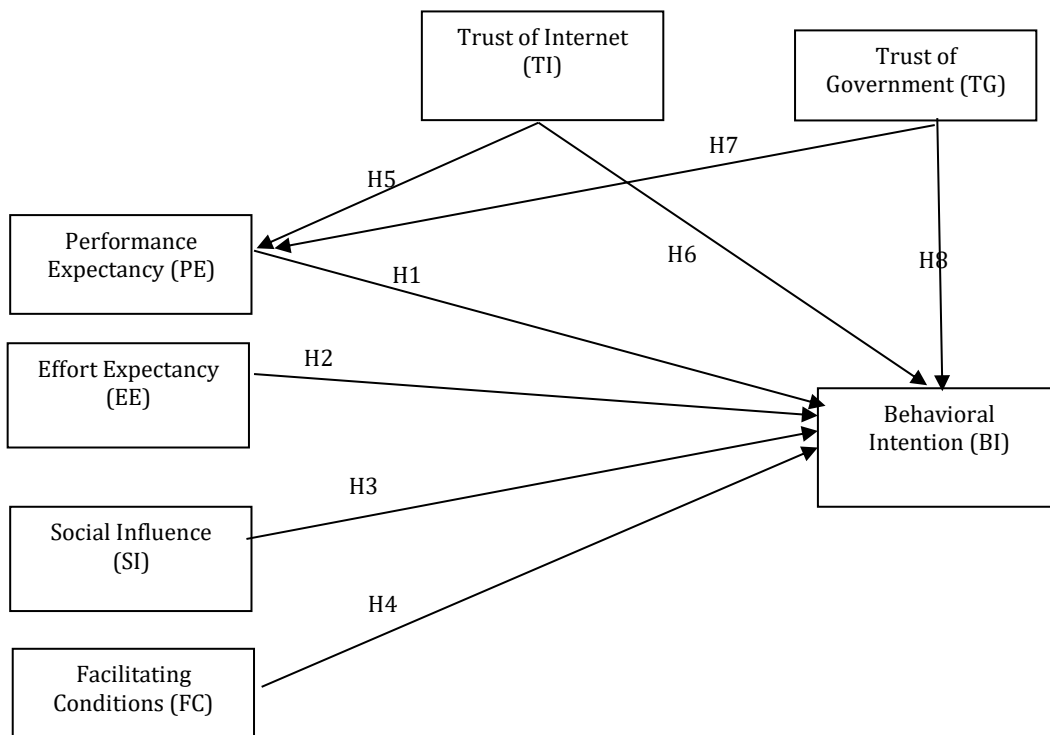 Trust of Internet
(TI)
Trust of
Government (TG)
H7
H5
Performance
Expectancy (PE)
H6
H8
H1
Effort Expectancy
(EE)
H2
Behavioral
Intention (BI)
H3
Social Influence
(SI)
H4
Facilitating
Conditions (FC)